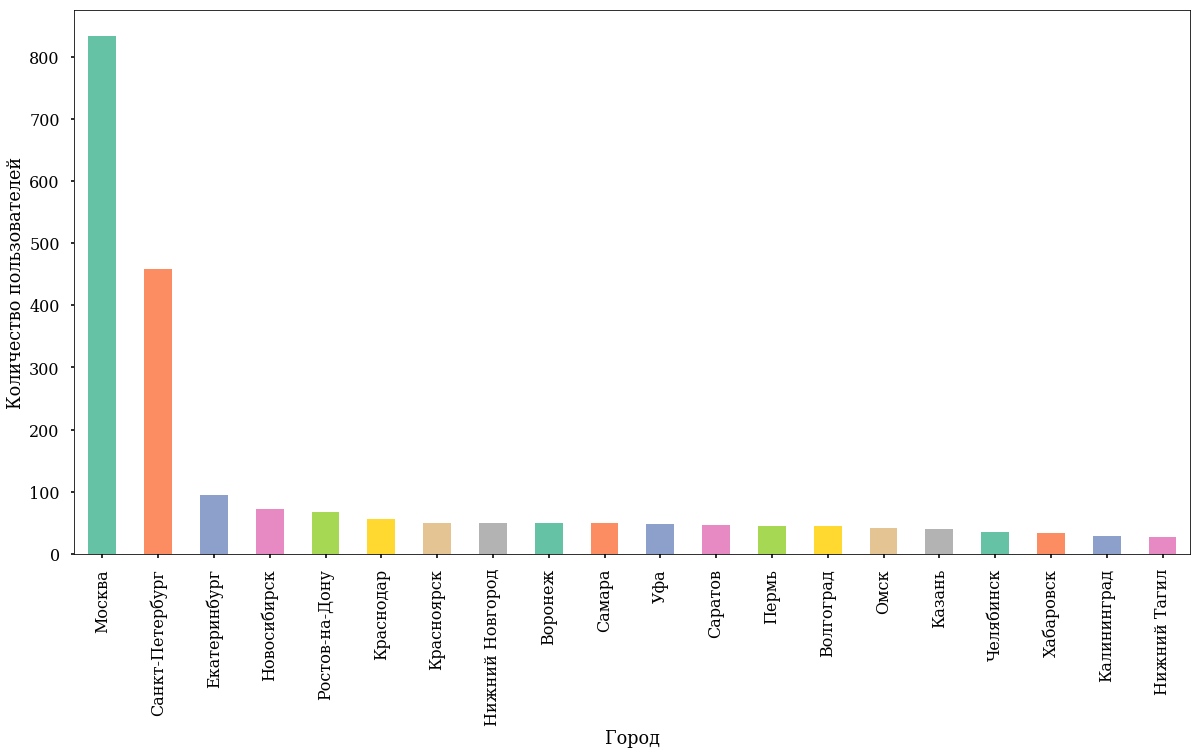 Количество пользователей
800
700
600
500
400
300
200
100
0
Москва
Санкт-Петербург
Екатеринбург
Новосибирск
Ростов-на-Дону
Краснодар
Красноярск
Нижний Новгород
Воронеж
Самара
Уфа
Саратов
Пермь
Волгоград
Омск
Казань
Челябинск
Хабаровск
Калининград
Нижний Тагил
Город